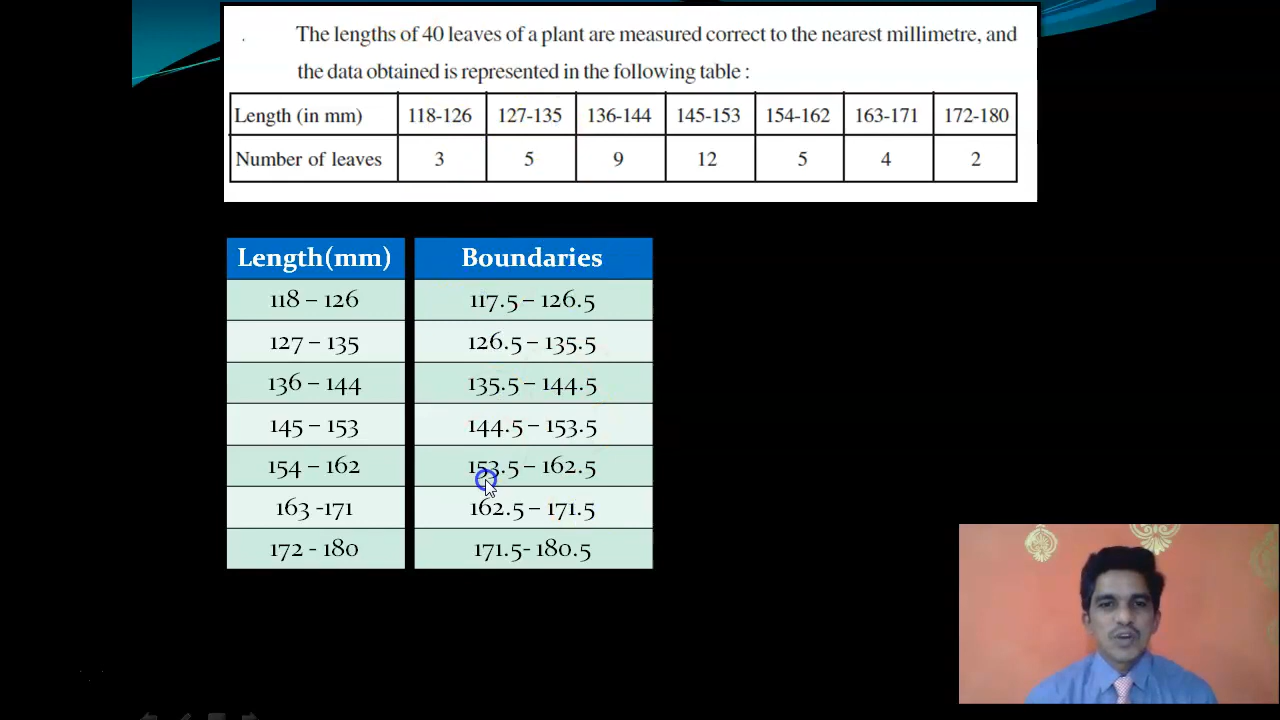 The lengths of 40 leaves of a plant are measured correct to the nearest millimetre, and
the data obtained is represented in the following table :
Length (in mm) 118-126 127-135 136-144 145-153 154-162 163-171 172-180
Number of leaves 3 5 9 12 5 4 2
Length(mm) Boundaries
118 – 126 117.5 – 126.5
127 – 135 126.5 – 135.5
136 – 144 135.5 – 144.5
145 – 153 144.5 – 153.5
154 – 162 153.5 – 162.5
163 -171 162.5 – 171.5
172 - 180 171.5- 180.5